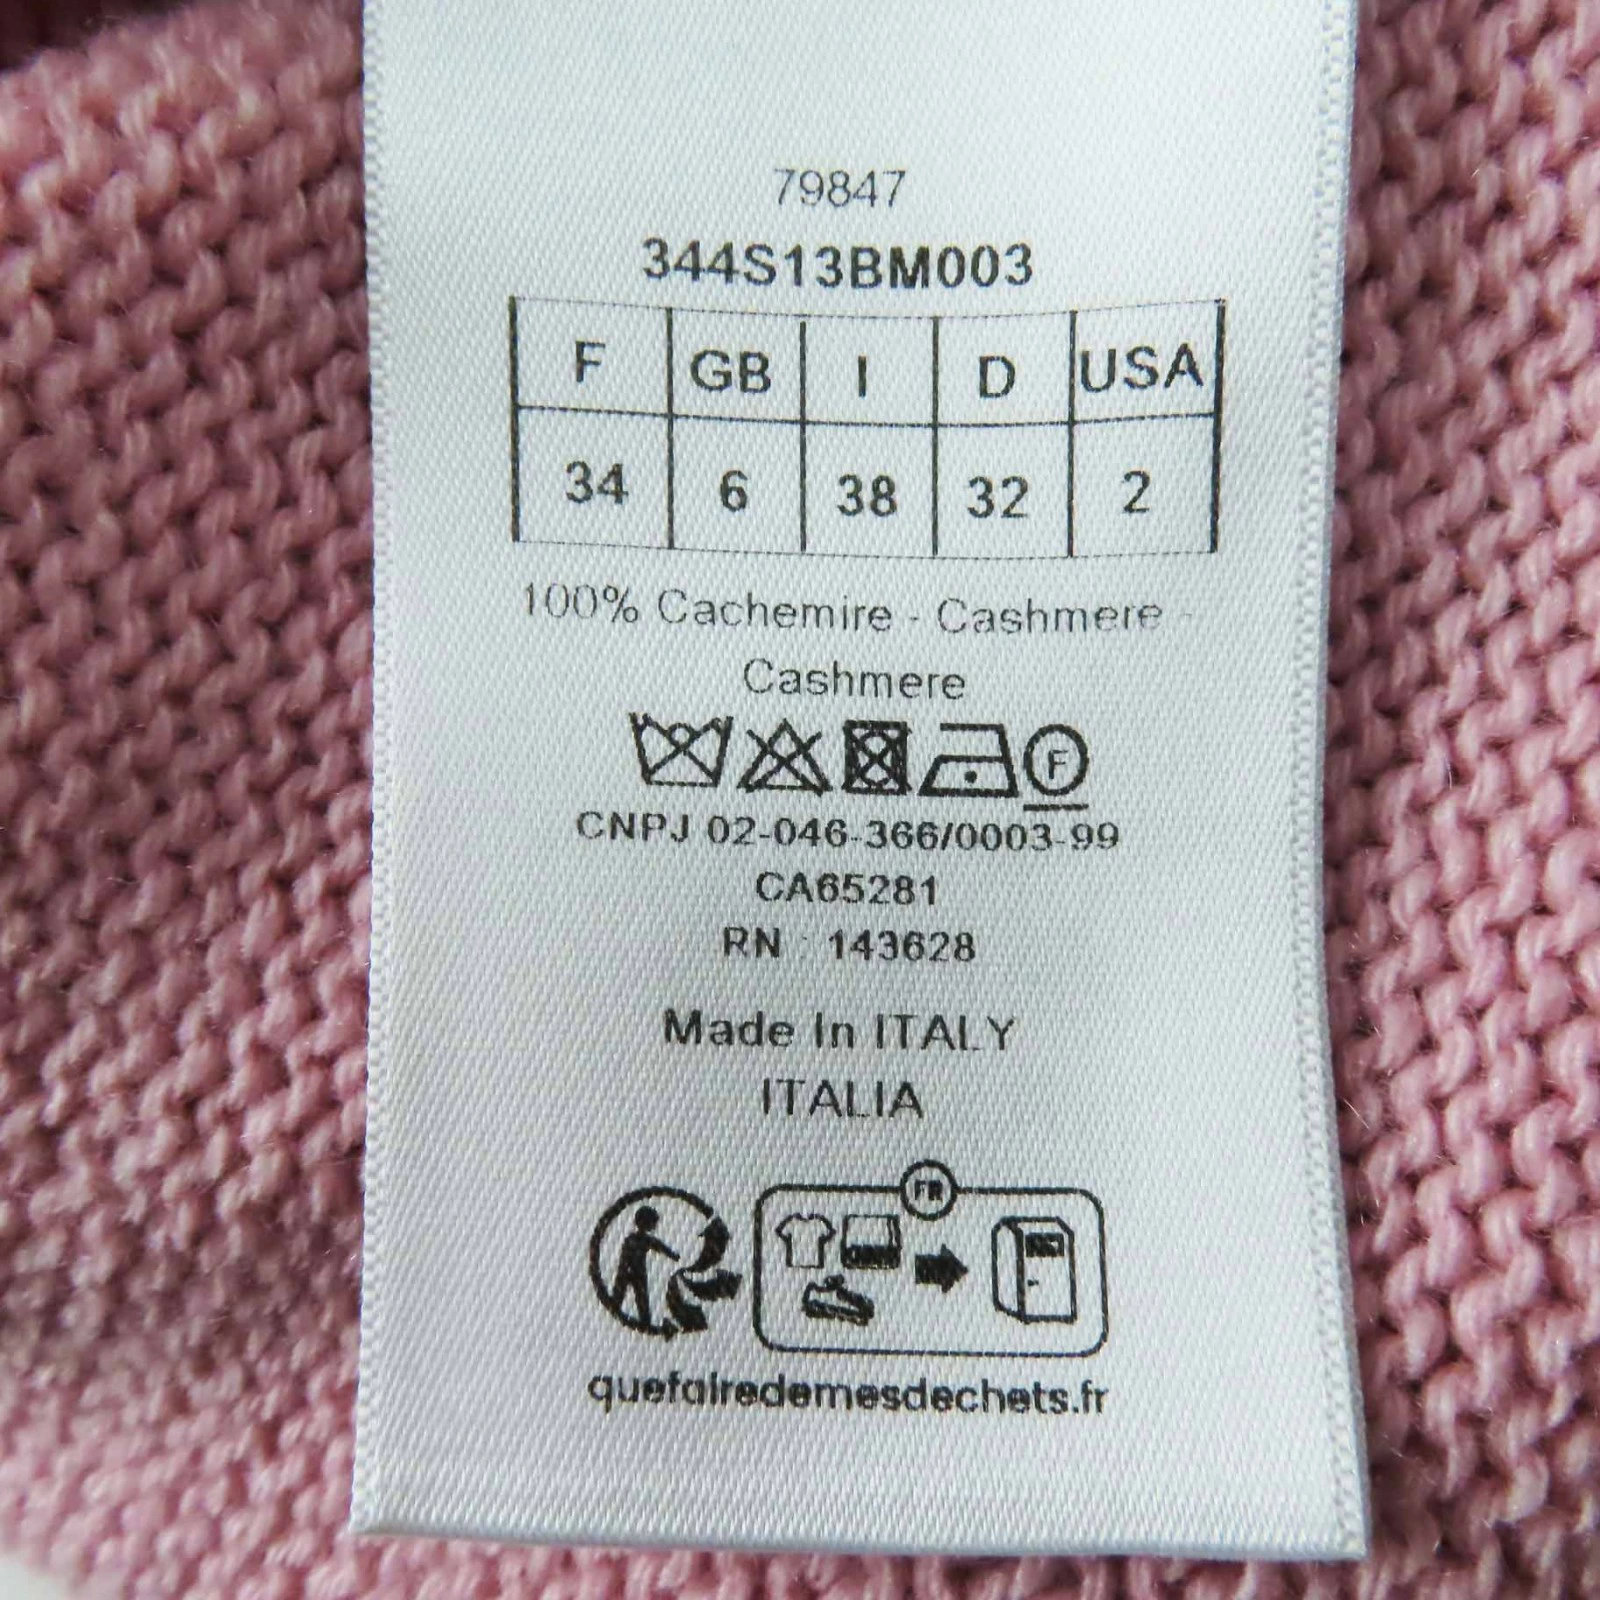 79847
344S13BM003
F GB I D USA
34 6 38 32 2
100% Cachemire - Cashmere -
Cashmere
F
CNPJ 02-046-366/0003-99
CA65281
RN : 143628
Made In ITALY
ITALIA
FR
quefairedemesdechets.fr